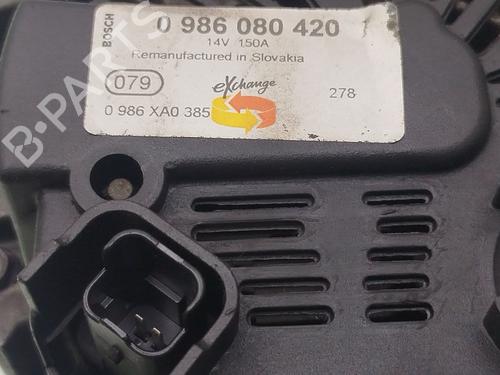 BOSCH
0 986 080 420
14V 150A
Remanufactured in Slovakia
079
eXchange
278
0 986 XA0 385
B-PARTS